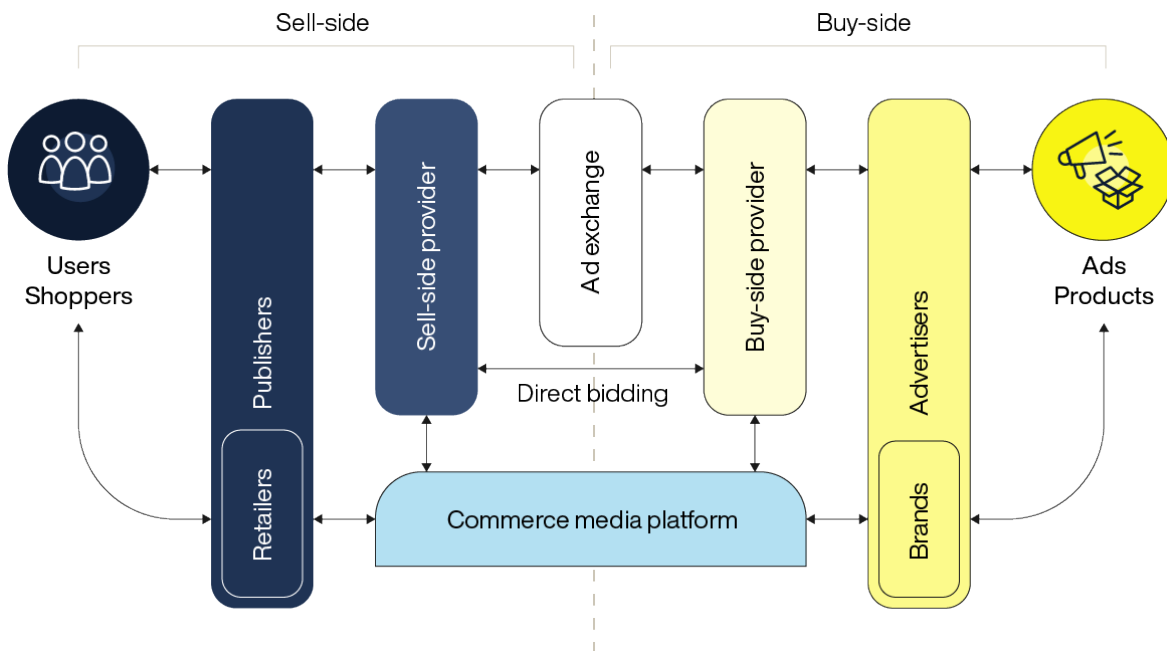 Sell-side
Buy-side
Users
Shoppers
Publishers
Retailers
Sell-side provider
Ad exchange
Direct bidding
Buy-side provider
Commerce media platform
Advertisers
Brands
Ads
Products